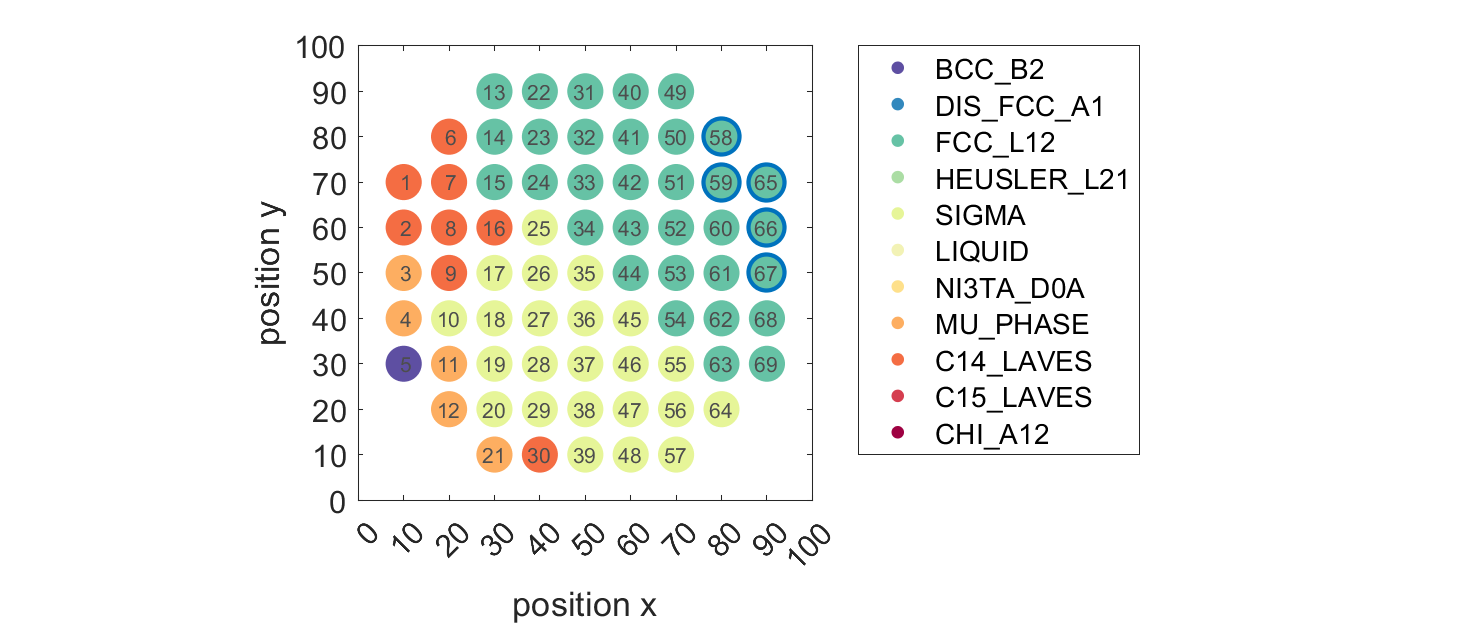 100
90
80
70
60
50
40
30
20
10
0
13 22 31 40 49
6 14 23 32 41 50 58
1 7 15 24 33 42 51 59 65
2 8 16 25 34 43 52 60 66
3 9 17 26 35 44 53 61 67
4 10 18 27 36 45 54 62 68
5 11 19 28 37 46 55 63 69
12 20 29 38 47 56 64
21 30 39 48 57
0 10 20 30 40 50 60 70 80 90 100
position x
position y
BCC_B2
DIS_FCC_A1
FCC_L12
HEUSLER_L21
SIGMA
LIQUID
NI3TA_D0A
MU_PHASE
C14_LAVES
C15_LAVES
CHI_A12